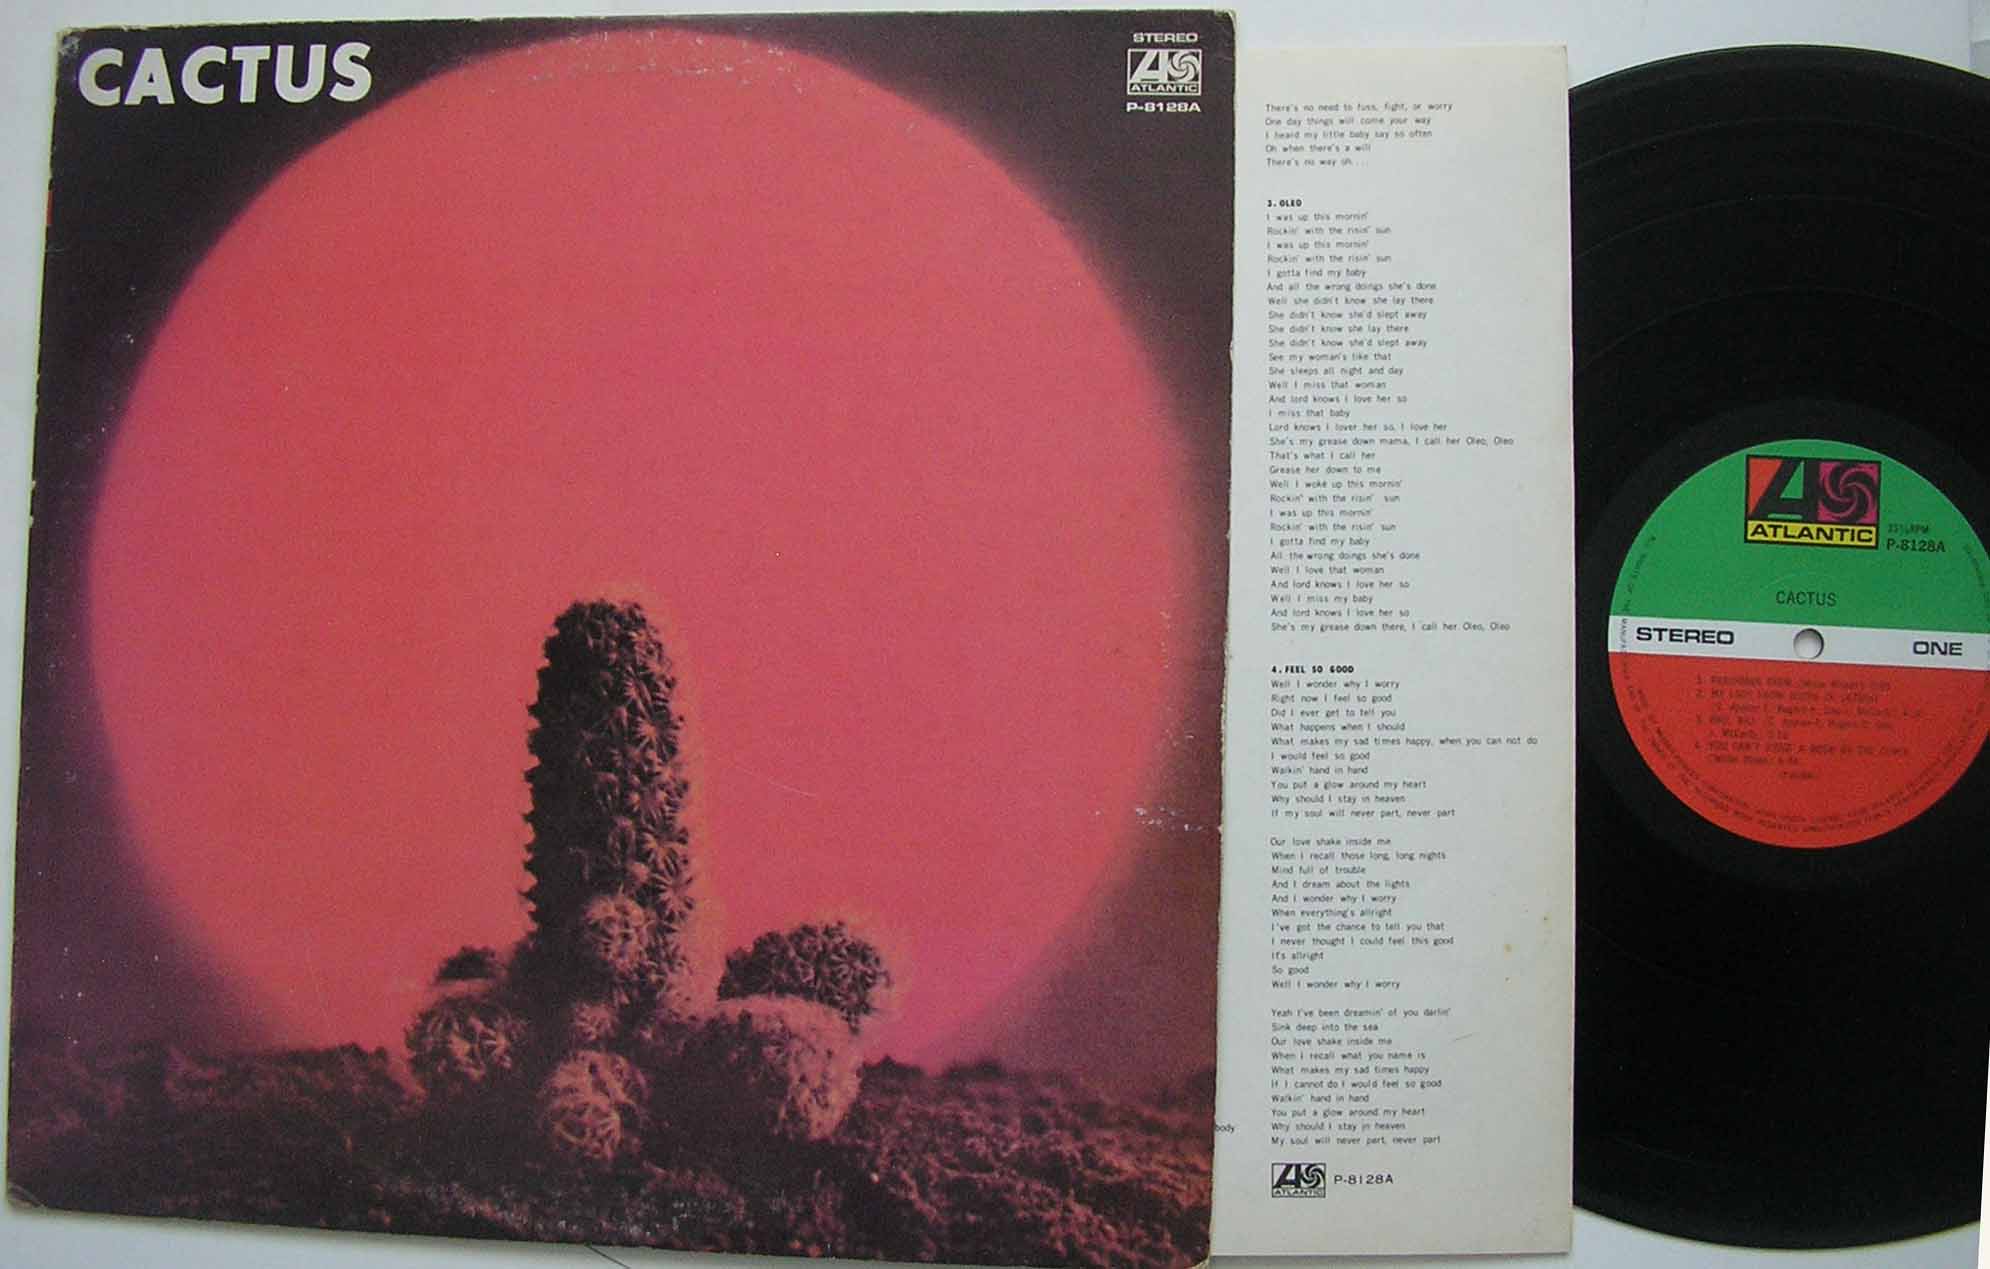 CACTUS
STEREO
ATLANTIC
P-8128A
There's no need to fuss, fight, or worry
One day things will come your way
I heard my little baby say so often
Oh when there's a will
There's no way oh....
3. OLEO
I was up this mornin'
Rockin' with the risin' sun
I was up this mornin'
Rockin' with the risin' sun
I gotta find my baby
And all the wrong doings she's done
Well she didn't know she lay there
She didn't know she'd slept away
She didn't know she lay there
She didn't know she'd slept away
See my woman's like that
She sleeps all night and day
Well I miss that woman
And lord knows I love her so
I miss that baby
Lord knows I lover her so, I love her
She's my grease down mama, I call her Oleo, Oleo
That's what I call her
Grease her down to me
Well I woke up this mornin'
Rockin' with the risin' sun
I was up this mornin'
Rockin' with the risin' sun
I gotta find my baby
All the wrong doings she's done
Well I love that woman
And lord knows I love her so
Well I miss my baby
And lord knows I love her so
She's my grease down there, I call her Oleo, Oleo
4. FEEL SO GOOD
Well I wonder why I worry
Right now I feel so good
Did I ever get to tell you
What happens when I should
What makes my sad times happy, when you can not do
I would feel so good
Walkin' hand in hand
You put a glow around my heart
Why should I stay in heaven
If my soul will never part, never part
Our love shake inside me
When I recall those long, long nights
Mind full of trouble
And I dream about the lights
And I wonder why I worry
When everything's allright
I've got the chance to tell you that
I never thought I could feel this good
It's allright
So good
Well I wonder why I worry
Yeah I've been dreamin' of you darlin'
Sink deep into the sea
Our love shake inside me
When I recall what you name is
What makes my sad times happy
If I cannot do I would feel so good
Walkin' hand in hand
You put a glow around my heart
body
Why should I stay in heaven
My soul will never part, never part
ATLANTIC
P-8128A
ATLANTIC
33⅓RPM
P-8128A
CACTUS
STEREO
ONE
2. MY LADY FROM SOUTH OF DETROIT
4. YOU CAN'T JUDGE A BOOK BY THE COVER